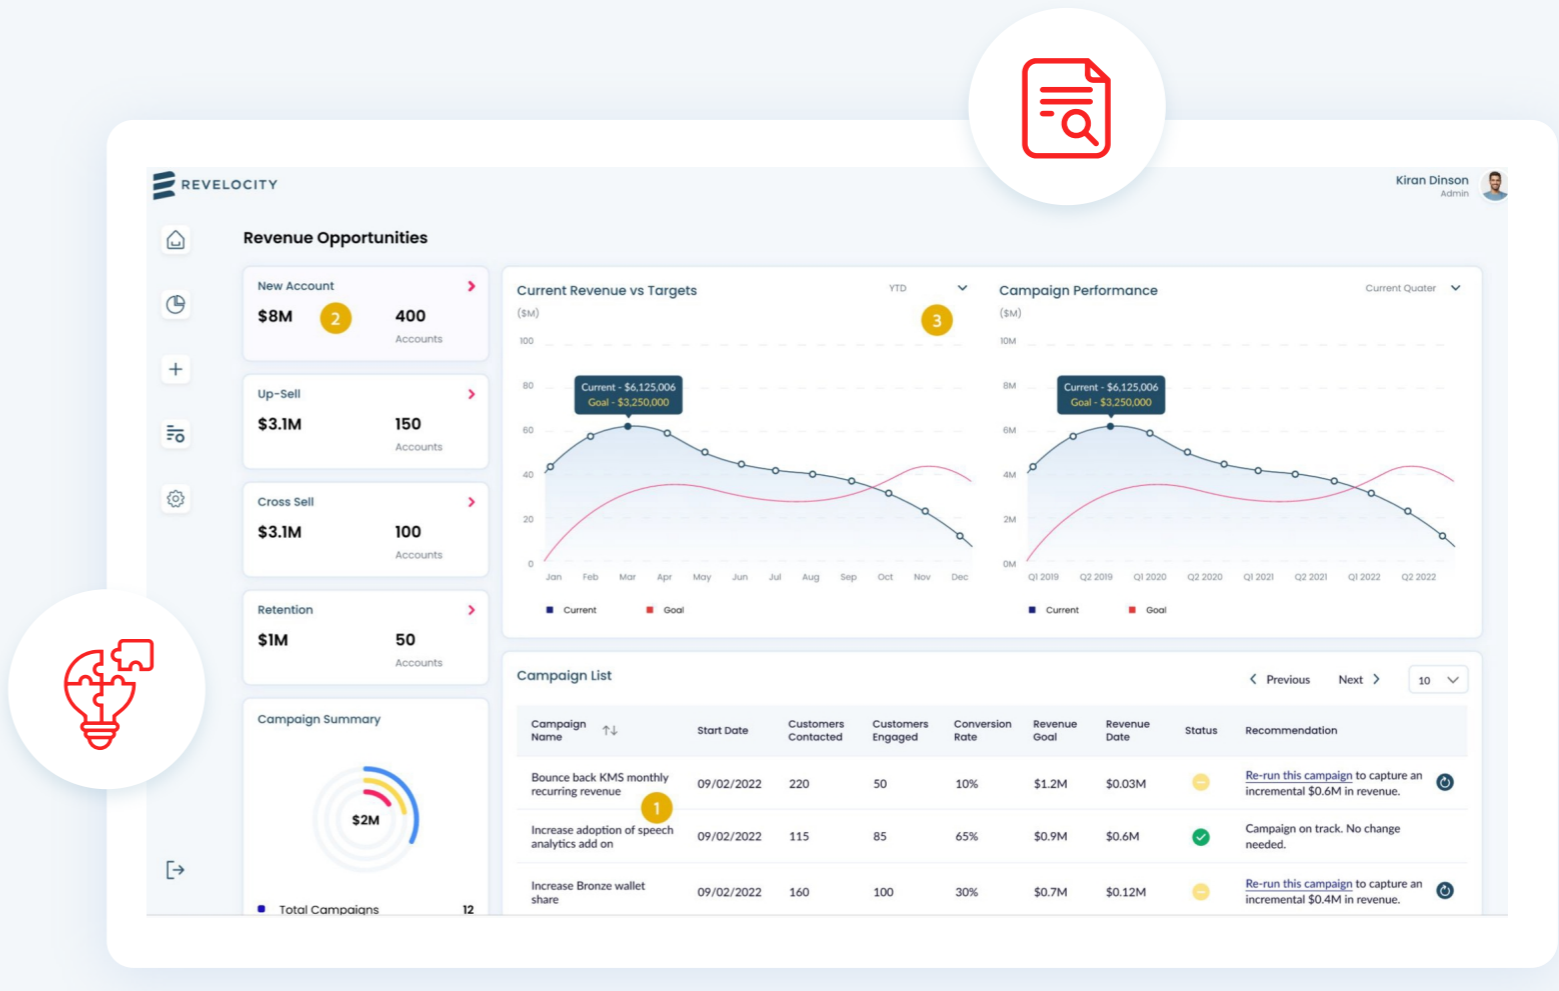 REVELOCITY
Kiran Dinson
Admin
Revenue Opportunities
New Account
$8M
2
400
Accounts
Up-Sell
$3.1M
150
Accounts
Cross Sell
$3.1M
100
Accounts
Retention
$1M
50
Accounts
Campaign Summary
$2M
Total Campaigns 12
Current Revenue vs Targets
YTD
($M)
3
100
80
60
40
20
0
Current - $6,125,006
Goal - $3,250,000
Jan Feb Mar Apr May Jun Jul Aug Sep Oct Nov Dec
Current Goal
Campaign Performance
Current Quater
($M)
10M
8M
6M
4M
2M
0M
Current - $6,125,006
Goal - $3,250,000
Q1 2019 Q2 2019 Q1 2020 Q2 2020 Q1 2021 Q2 2021 Q1 2022 Q2 2022
Current Goal
Campaign List
Previous Next 10
Campaign
Name
Start Date
Customers
Contacted
Customers
Engaged
Conversion
Rate
Revenue
Goal
Revenue
Date
Status
Recommendation
Bounce back KMS monthly
recurring revenue
09/02/2022 220 50 10% $1.2M $0.03M
Re-run this campaign to capture an
incremental $0.6M in revenue.
1
Increase adoption of speech
analytics add on
09/02/2022 115 85 65% $0.9M $0.6M
Campaign on track. No change
needed.
Increase Bronze wallet
share
09/02/2022 160 100 30% $0.7M $0.12M
Re-run this campaign to capture an
incremental $0.4M in revenue.